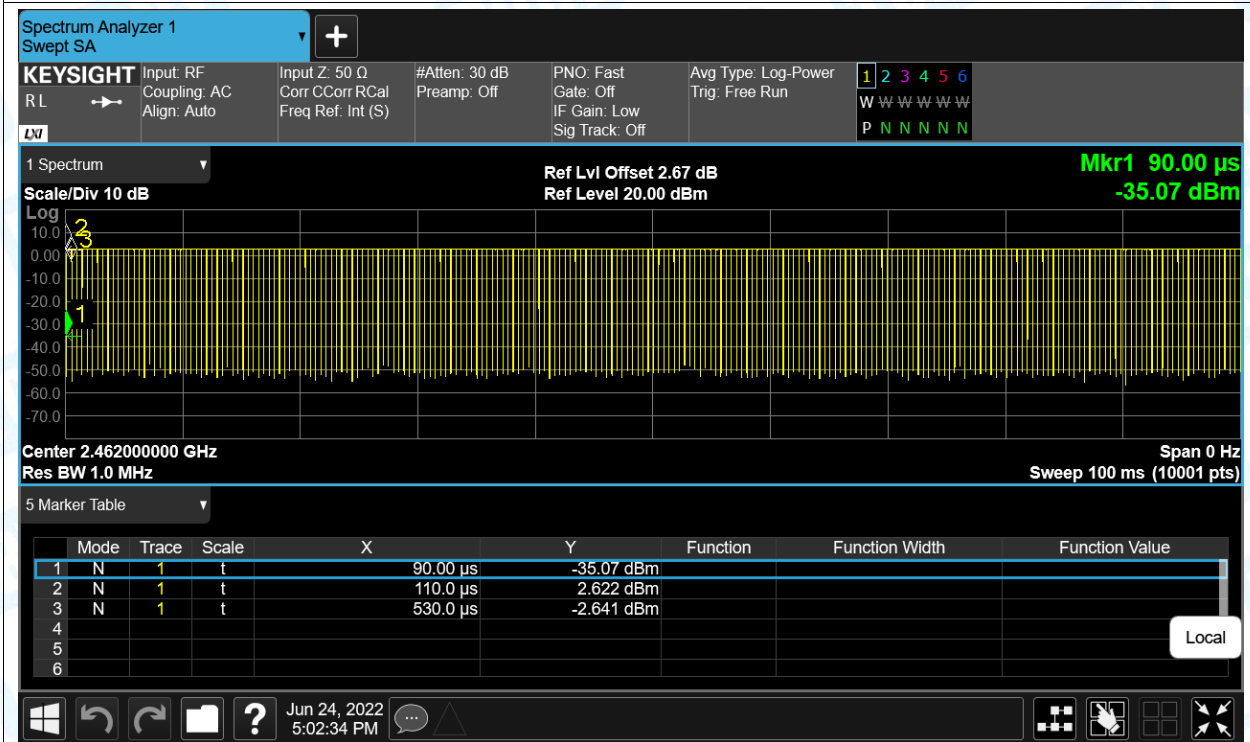 Spectrum Analyzer 1
Swept SA
KEYSIGHT
RL
LXI
Input: RF
Coupling: AC
Align: Auto
Input Z: 50 Ω
Corr CCorr RCal
Freq Ref: Int (S)
#Atten: 30 dB
Preamp: Off
PNO: Fast
Gate: Off
IF Gain: Low
Sig Track: Off
Avg Type: Log-Power
Trig: Free Run
1 2 3 4 5 6
W W W W W W
P N N N N N
1 Spectrum
Scale/Div 10 dB
Ref Lvl Offset 2.67 dB
Ref Level 20.00 dBm
Mkr1 90.00 µs
-35.07 dBm
Log
10.0
0.00
-10.0
-20.0
-30.0
-40.0
-50.0
-60.0
-70.0
2
3
1
Center 2.462000000 GHz
Res BW 1.0 MHz
Span 0 Hz
Sweep 100 ms (10001 pts)
5 Marker Table
Mode Trace Scale X Y Function Function Width Function Value
1 N 1 t 90.00 µs -35.07 dBm
2 N 1 t 110.0 µs 2.622 dBm
3 N 1 t 530.0 µs -2.641 dBm
4
5
6
Local
?
Jun 24, 2022
5:02:34 PM